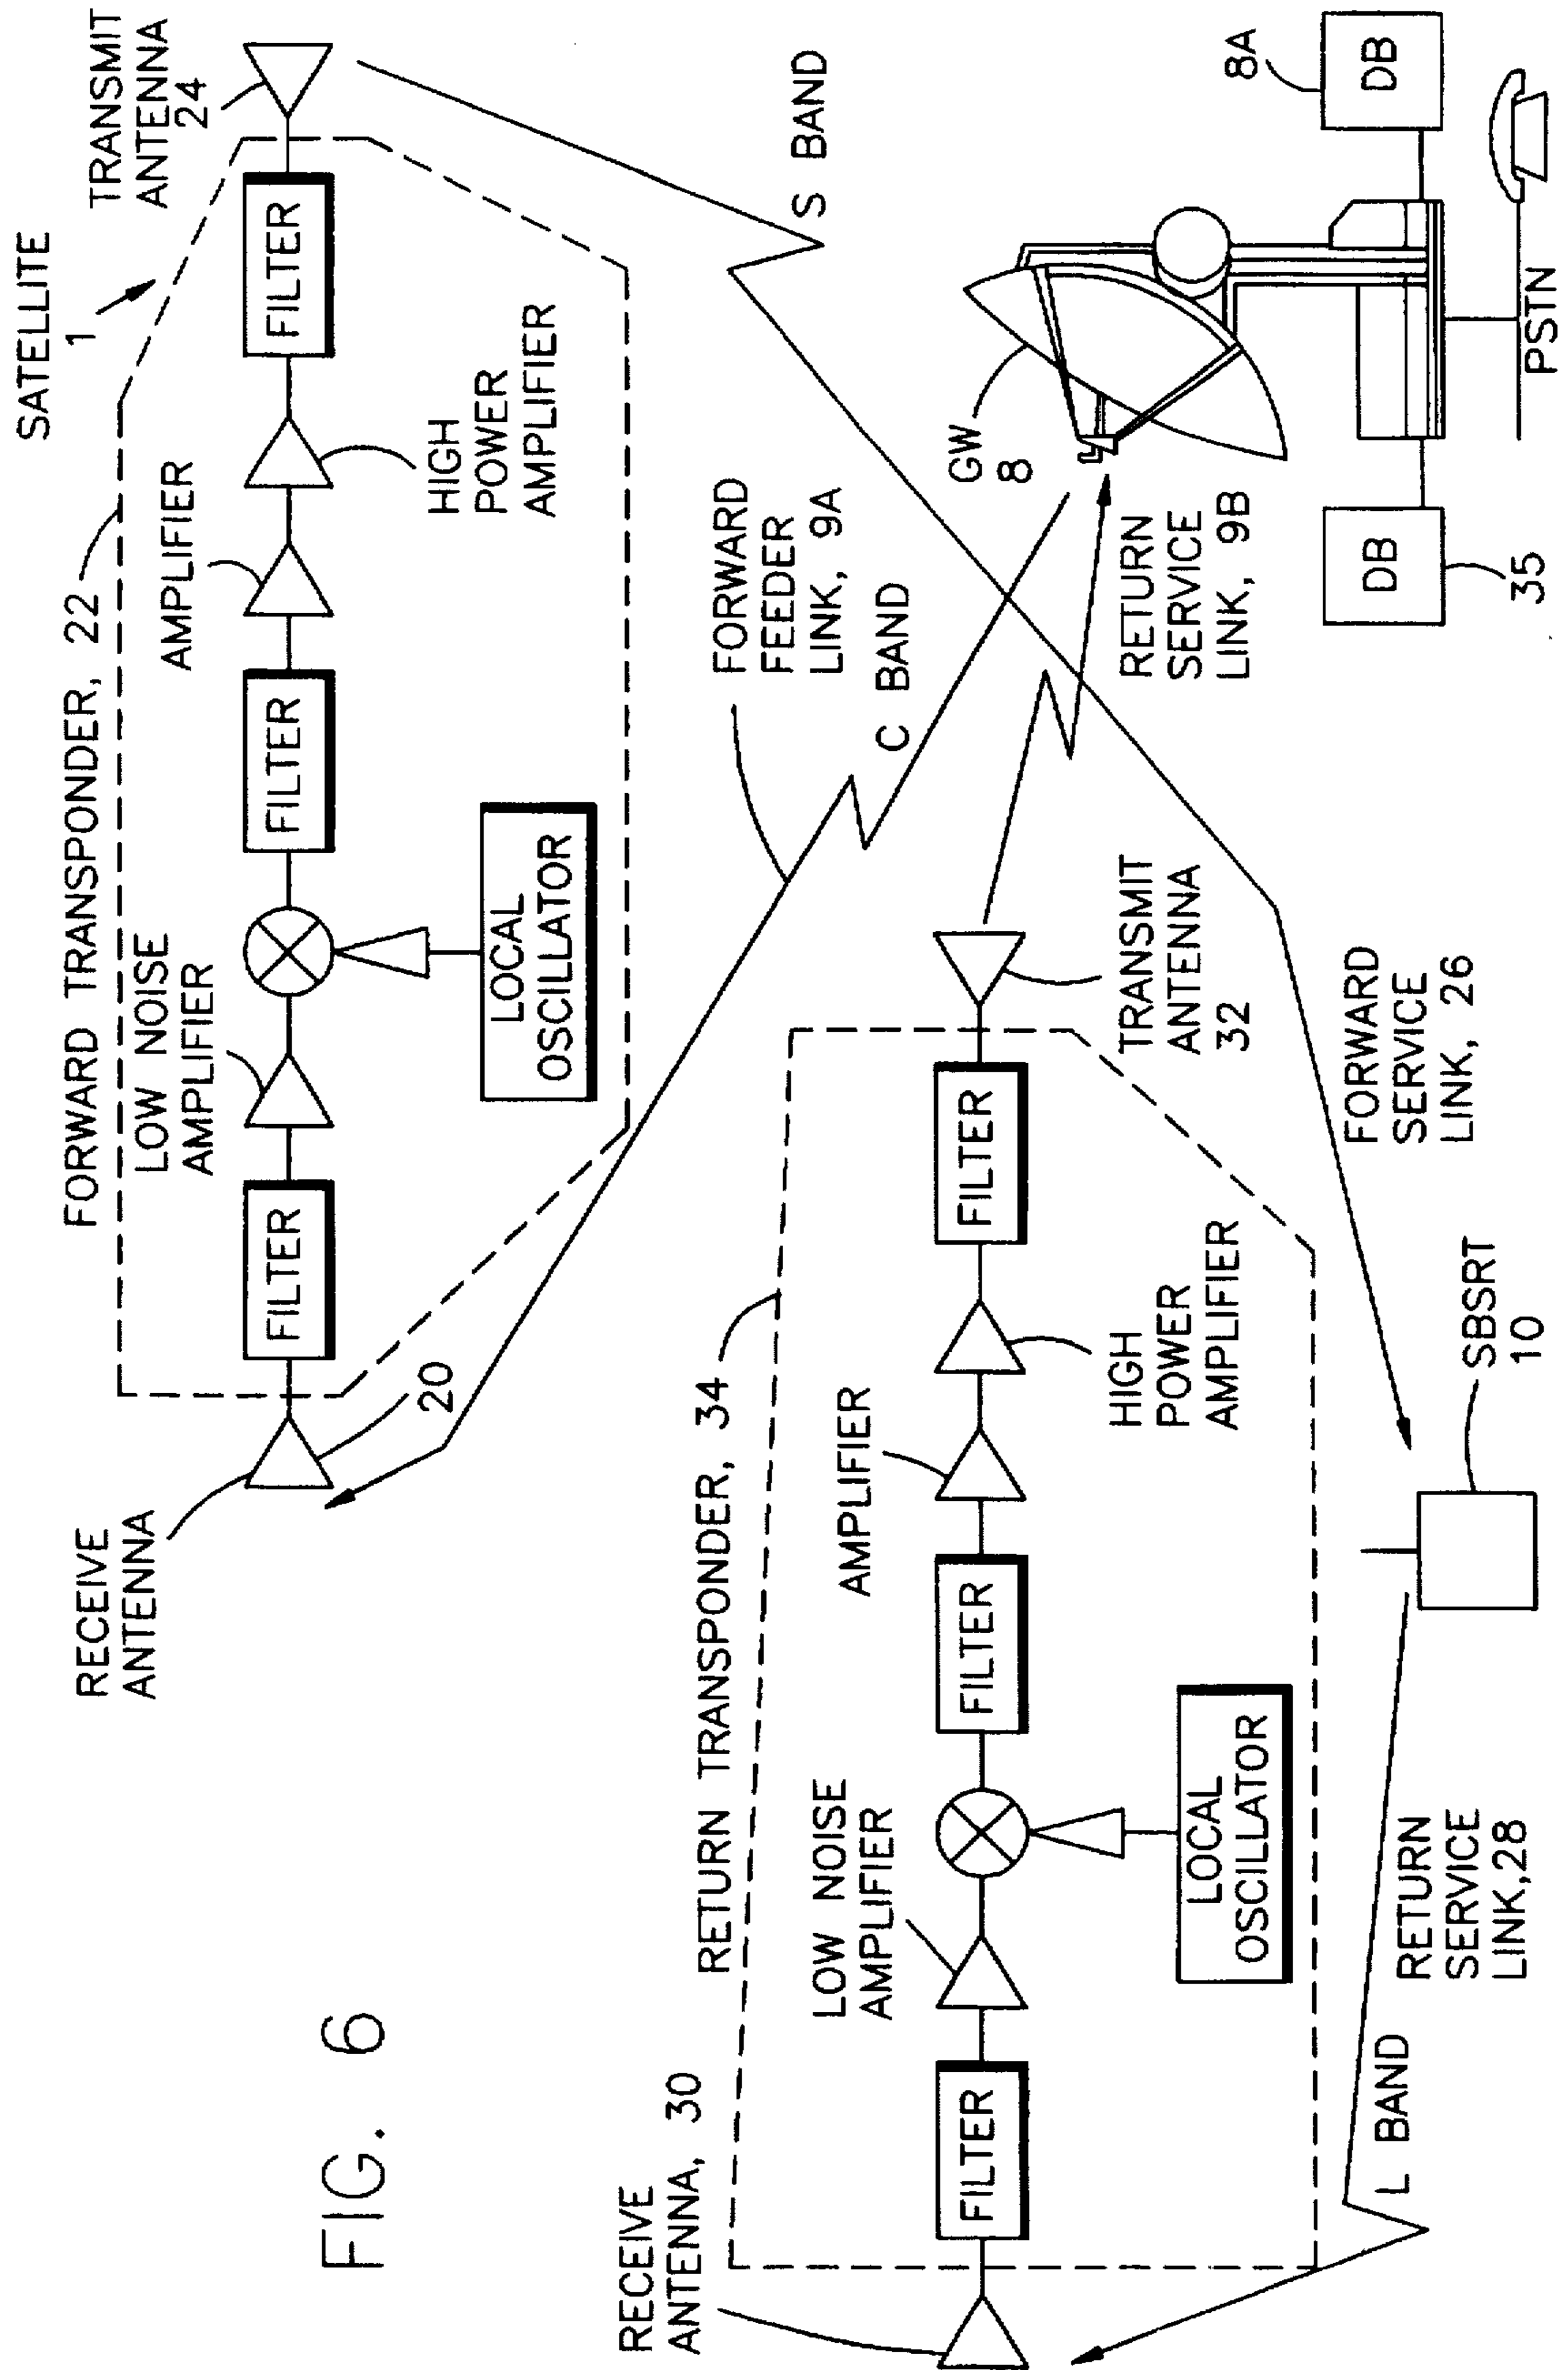 FIG. 6
SATELLITE
1
FORWARD TRANSPONDER, 22
RECEIVE
ANTENNA
20
FILTER
LOW NOISE
AMPLIFIER
LOCAL
OSCILLATOR
FILTER
AMPLIFIER
HIGH
POWER
AMPLIFIER
FILTER
TRANSMIT
ANTENNA
24
S BAND
FORWARD
FEEDER
LINK, 9A
C BAND
RECEIVE
ANTENNA, 30
RETURN TRANSPONDER, 34
FILTER
LOW NOISE
AMPLIFIER
LOCAL
OSCILLATOR
FILTER
AMPLIFIER
HIGH
POWER
AMPLIFIER
FILTER
TRANSMIT
ANTENNA
32
RETURN
SERVICE
LINK, 9B
GW
8
DB
35
DB
8A
PSTN
L BAND
RETURN
SERVICE
LINK,28
SBSRT
10
FORWARD
SERVICE
LINK, 26